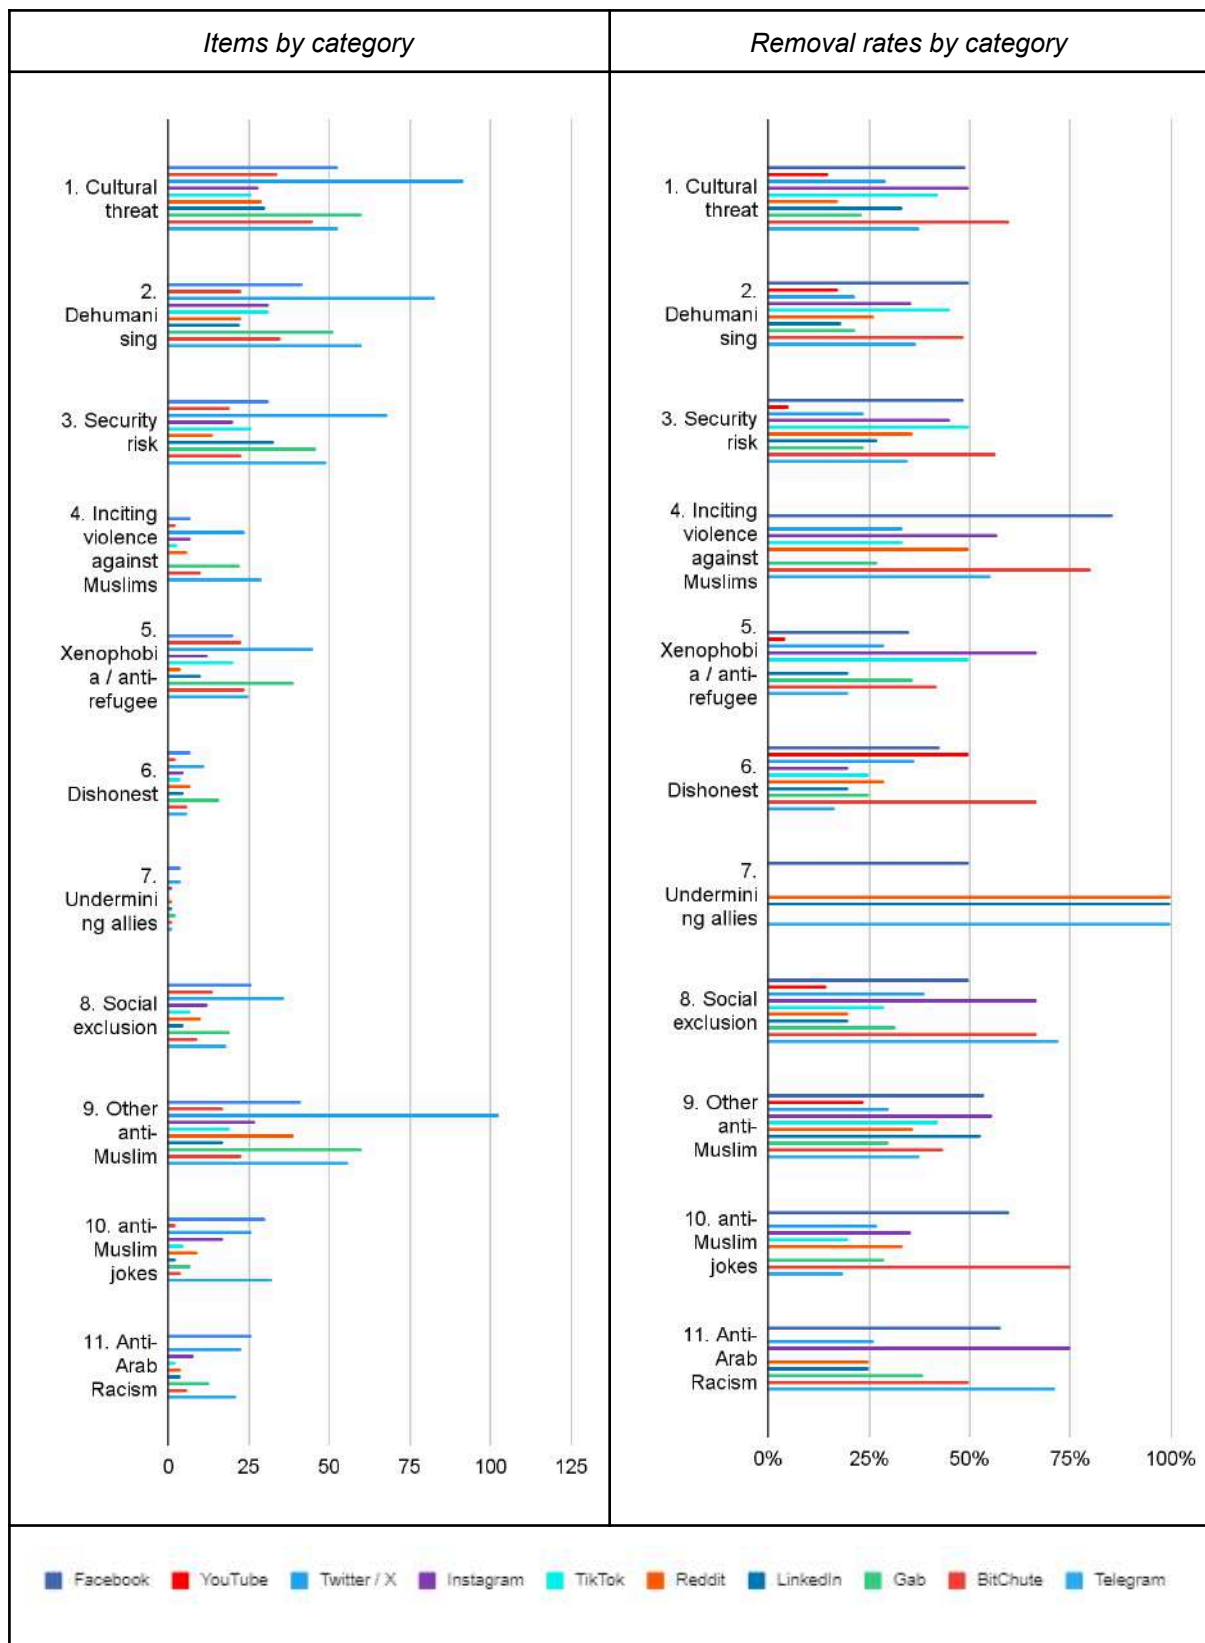 Items by category
Removal rates by category
1. Cultural
threat
2.
Dehumani
sing
3. Security
risk
4. Inciting
violence
against
Muslims
5.
Xenophobi
a / anti-
refugee
6.
Dishonest
7.
Undermini
ng allies
8. Social
exclusion
9. Other
anti-
Muslim
10. anti-
Muslim
jokes
11. Anti-
Arab
Racism
0 25 50 75 100 125
1. Cultural
threat
2.
Dehumani
sing
3. Security
risk
4. Inciting
violence
against
Muslims
5.
Xenophobi
a / anti-
refugee
6.
Dishonest
7.
Undermini
ng allies
8. Social
exclusion
9. Other
anti-
Muslim
10. anti-
Muslim
jokes
11. Anti-
Arab
Racism
0% 25% 50% 75% 100%
Facebook YouTube Twitter / X Instagram TikTok Reddit LinkedIn Gab BitChute Telegram